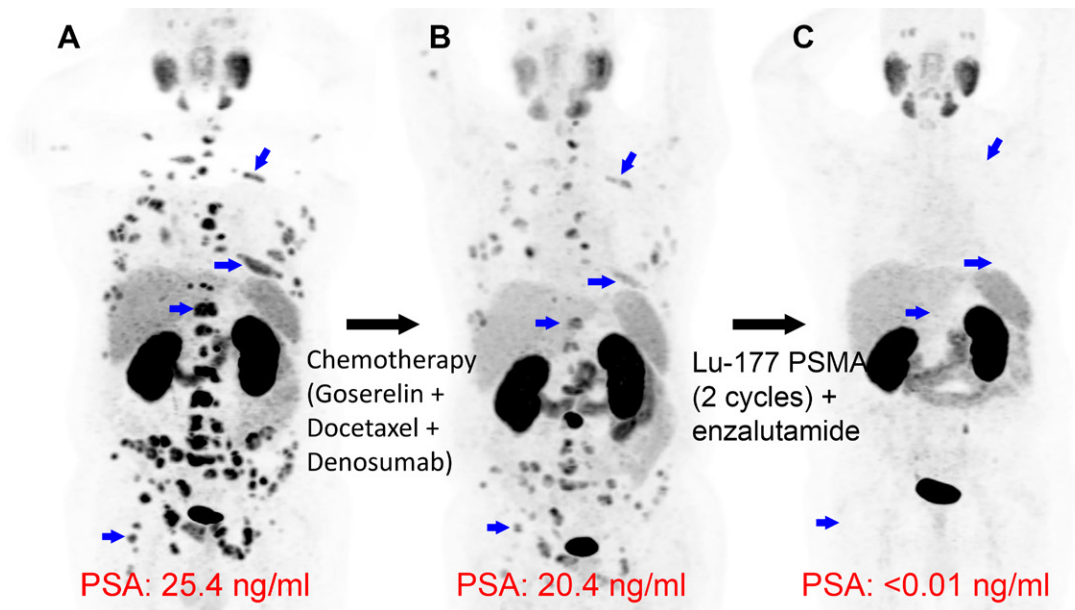 A
B
C
Chemotherapy
(Goserelin +
Docetaxel +
Denosumab)
Lu-177 PSMA
(2 cycles) +
enzalutamide
PSA: 25.4 ng/ml
PSA: 20.4 ng/ml
PSA: <0.01 ng/ml